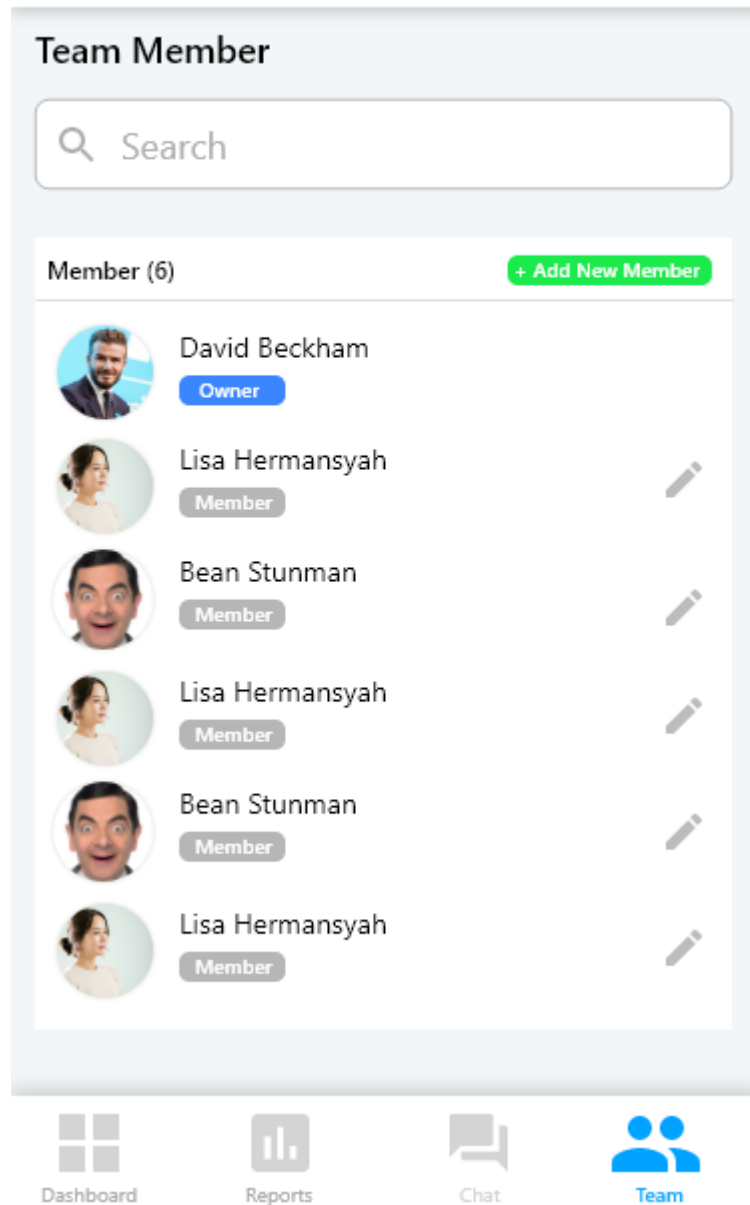 Team Member
Search
Member (6)
+ Add New Member
David Beckham
Owner
Lisa Hermansyah
Member
Bean Stunman
Member
Lisa Hermansyah
Member
Bean Stunman
Member
Lisa Hermansyah
Member
Dashboard
Reports
Chat
Team